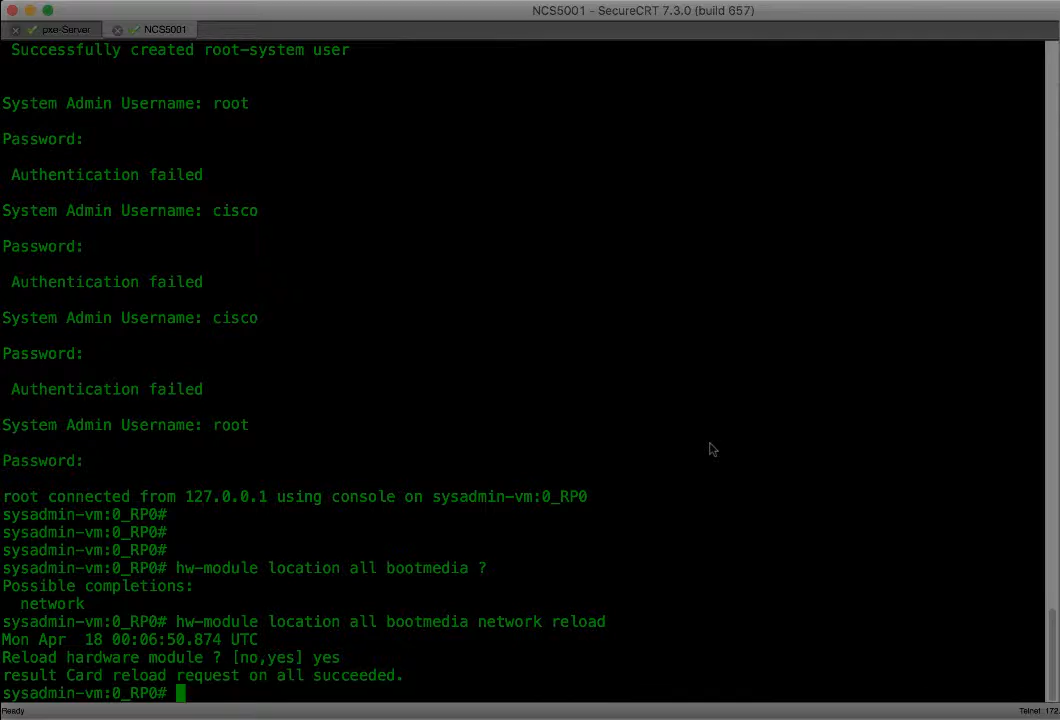 NCS5001 - SecureCRT 7.3.0 (build 657)
pxe-Server
NCS5001
Successfully created root-system user
System Admin Username: root
Password:
Authentication failed
System Admin Username: cisco
Password:
Authentication failed
System Admin Username: cisco
Password:
Authentication failed
System Admin Username: root
Password:
root connected from 127.0.0.1 using console on sysadmin-vm:0_RP0
sysadmin-vm:0_RP0#
sysadmin-vm:0_RP0#
sysadmin-vm:0_RP0#
sysadmin-vm:0_RP0# hw-module location all bootmedia ?
Possible completions:
network
sysadmin-vm:0_RP0# hw-module location all bootmedia network reload
Mon Apr  18 00:06:50.874 UTC
Reload hardware module ? [no,yes] yes
result Card reload request on all succeeded.
sysadmin-vm:0_RP0#
Ready
Telnet: 172